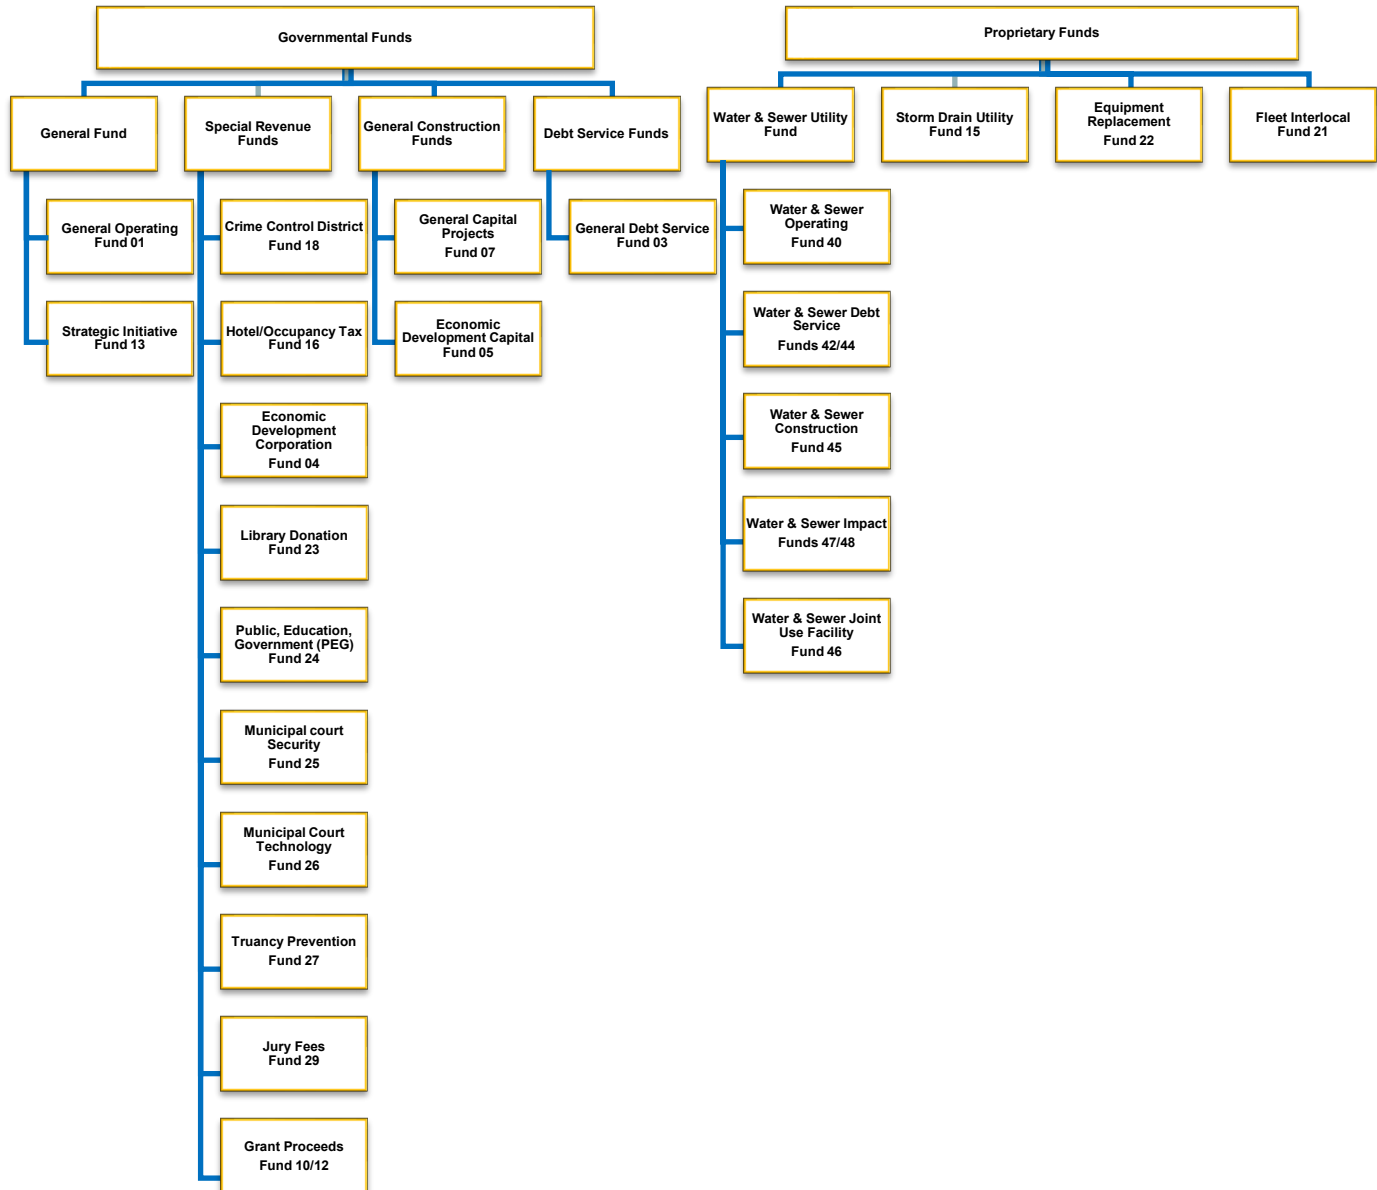 Governmental Funds
General Fund
General Operating
Fund 01
Strategic Initiative
Fund 13
Special Revenue
Funds
Crime Control District
Fund 18
Hotel/Occupancy Tax
Fund 16
Economic
Development
Corporation
Fund 04
Library Donation
Fund 23
Public, Education,
Government (PEG)
Fund 24
Municipal court
Security
Fund 25
Municipal Court
Technology
Fund 26
Truancy Prevention
Fund 27
Jury Fees
Fund 29
Grant Proceeds
Fund 10/12
General Construction
Funds
General Capital
Projects
Fund 07
Economic
Development Capital
Fund 05
Debt Service Funds
General Debt Service
Fund 03
Proprietary Funds
Water & Sewer Utility
Fund
Water & Sewer
Operating
Fund 40
Water & Sewer Debt
Service
Funds 42/44
Water & Sewer
Construction
Fund 45
Water & Sewer Impact
Funds 47/48
Water & Sewer Joint
Use Facility
Fund 46
Storm Drain Utility
Fund 15
Equipment
Replacement
Fund 22
Fleet Interlocal
Fund 21